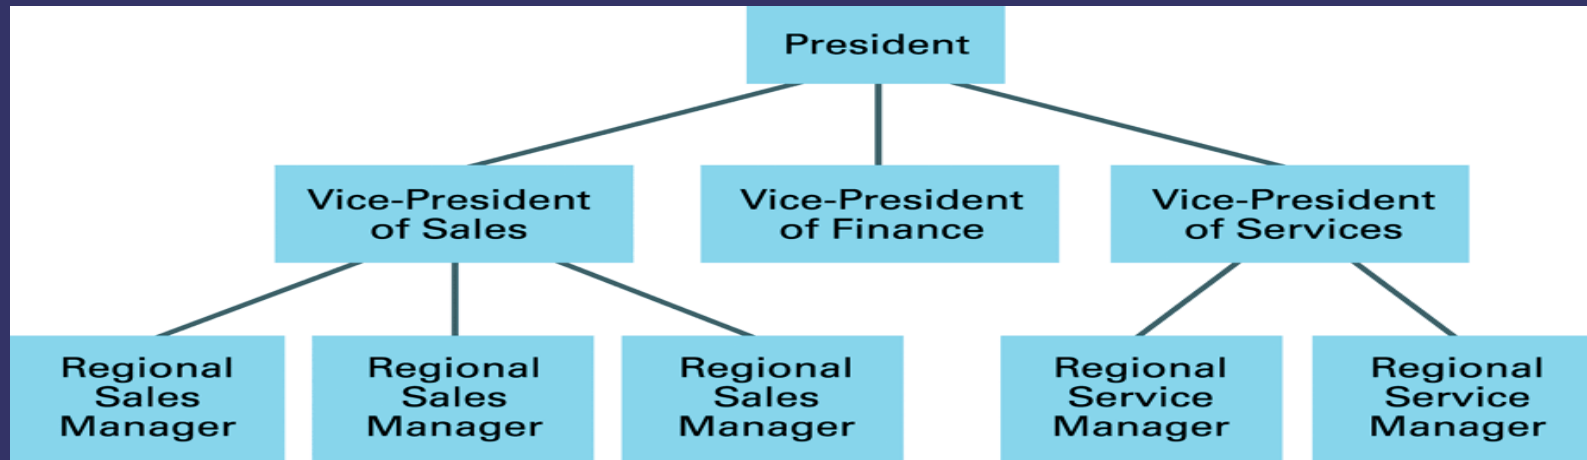 President
Vice-President
of Sales
Vice-President
of Finance
Vice-President
of Services
Regional
Sales
Manager
Regional
Sales
Manager
Regional
Sales
Manager
Regional
Service
Manager
Regional
Service
Manager